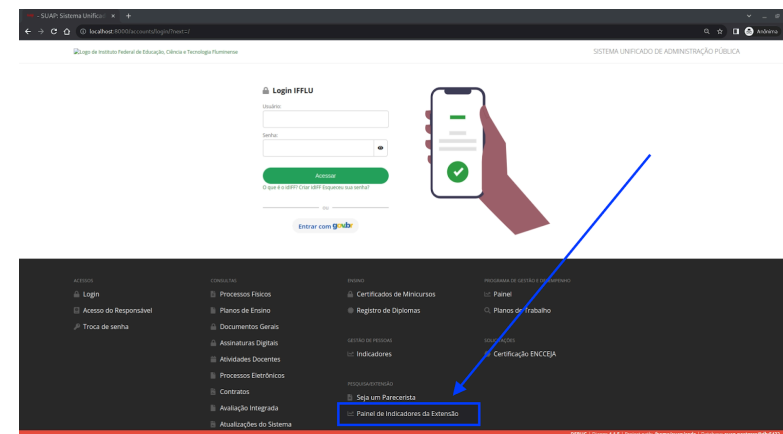 - SUAP: Sistema Unifica
localhost:8000/accounts/login/?next=/
Anônima
Logo de Instituto Federal de Educação, Ciência e Tecnologia Fluminense
SISTEMA UNIFICADO DE ADMINISTRAÇÃO PÚBLICA
Login IFFLU
Usuário:
Senha:
Acessar
O que é o IdIFF? Criar IdIFF Esqueceu sua senha?
ou
Entrar com gov.br
ACESSOS
Login
Acesso do Responsável
Troca de senha
CONSULTAS
Processos Físicos
Planos de Ensino
Documentos Gerais
Assinaturas Digitais
Atividades Docentes
Processos Eletrônicos
Contratos
Avaliação Integrada
Atualizações do Sistema
ENSINO
Certificados de Minicursos
Registro de Diplomas
GESTÃO DE PESSOAS
Indicadores
PESQUISA/EXTENSÃO
Seja um Parecerista
Painel de Indicadores da Extensão
PROGRAMA DE GESTÃO E DESEMPENHO
Painel
Planos de Trabalho
SOLICITAÇÕES
Certificação ENCCEJA